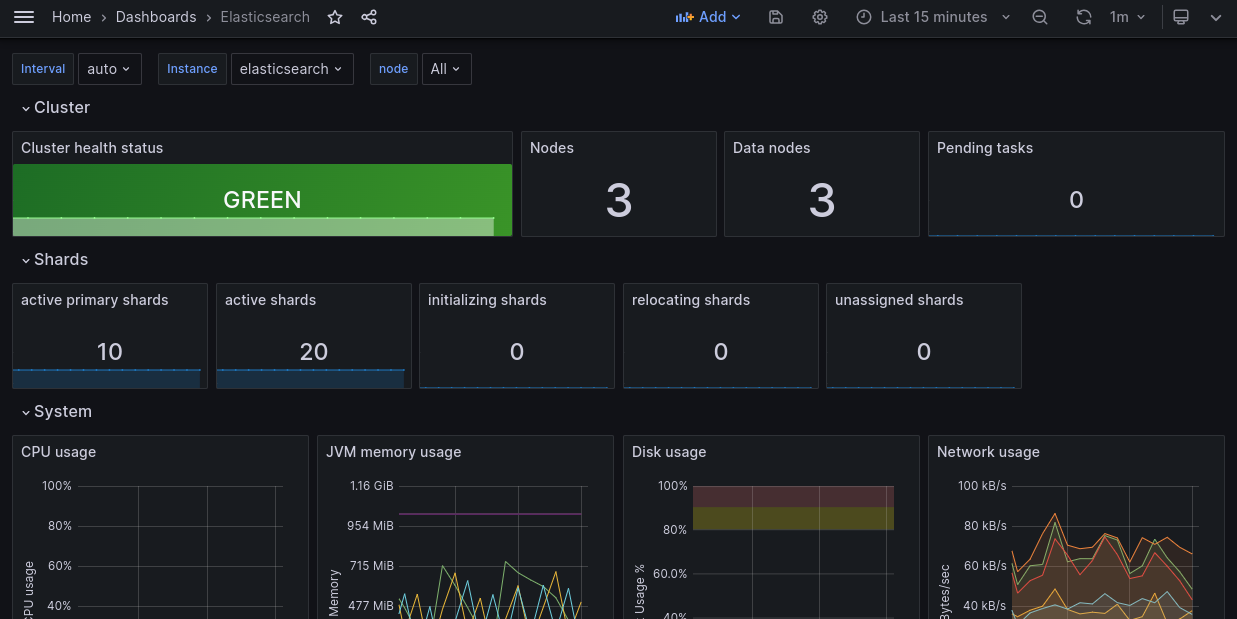 Home › Dashboards › Elasticsearch Add Last 15 minutes 1m
Interval auto Instance elasticsearch node All
Cluster
Cluster health status Nodes Data nodes Pending tasks
GREEN 3 3 0
Shards
active primary shards active shards initializing shards relocating shards unassigned shards
10 20 0 0 0
System
CPU usage JVM memory usage Disk usage Network usage
100% 1.16 GiB 100% 100 kB/s
80% 954 MiB 80% 80 kB/s
60% 715 MiB 60.0% 60 kB/s
40% 477 MiB 40% 40 kB/s
CPU usage
Memory
Usage %
Bytes/sec